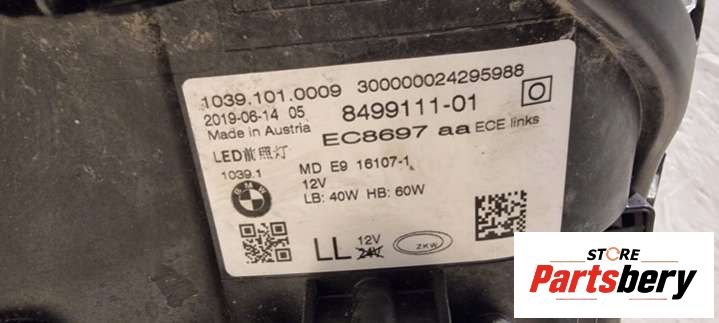 1039.101.0009 300000024295988
2019-06-14 05 8499111-01
Made in Austria EC8697 aa ECE links
LED前照灯
1039.1 MD E9 16107-1
12V
LB: 40W HB: 60W
BMW
LL 12V
24V
ZKW
STORE
Partsbery